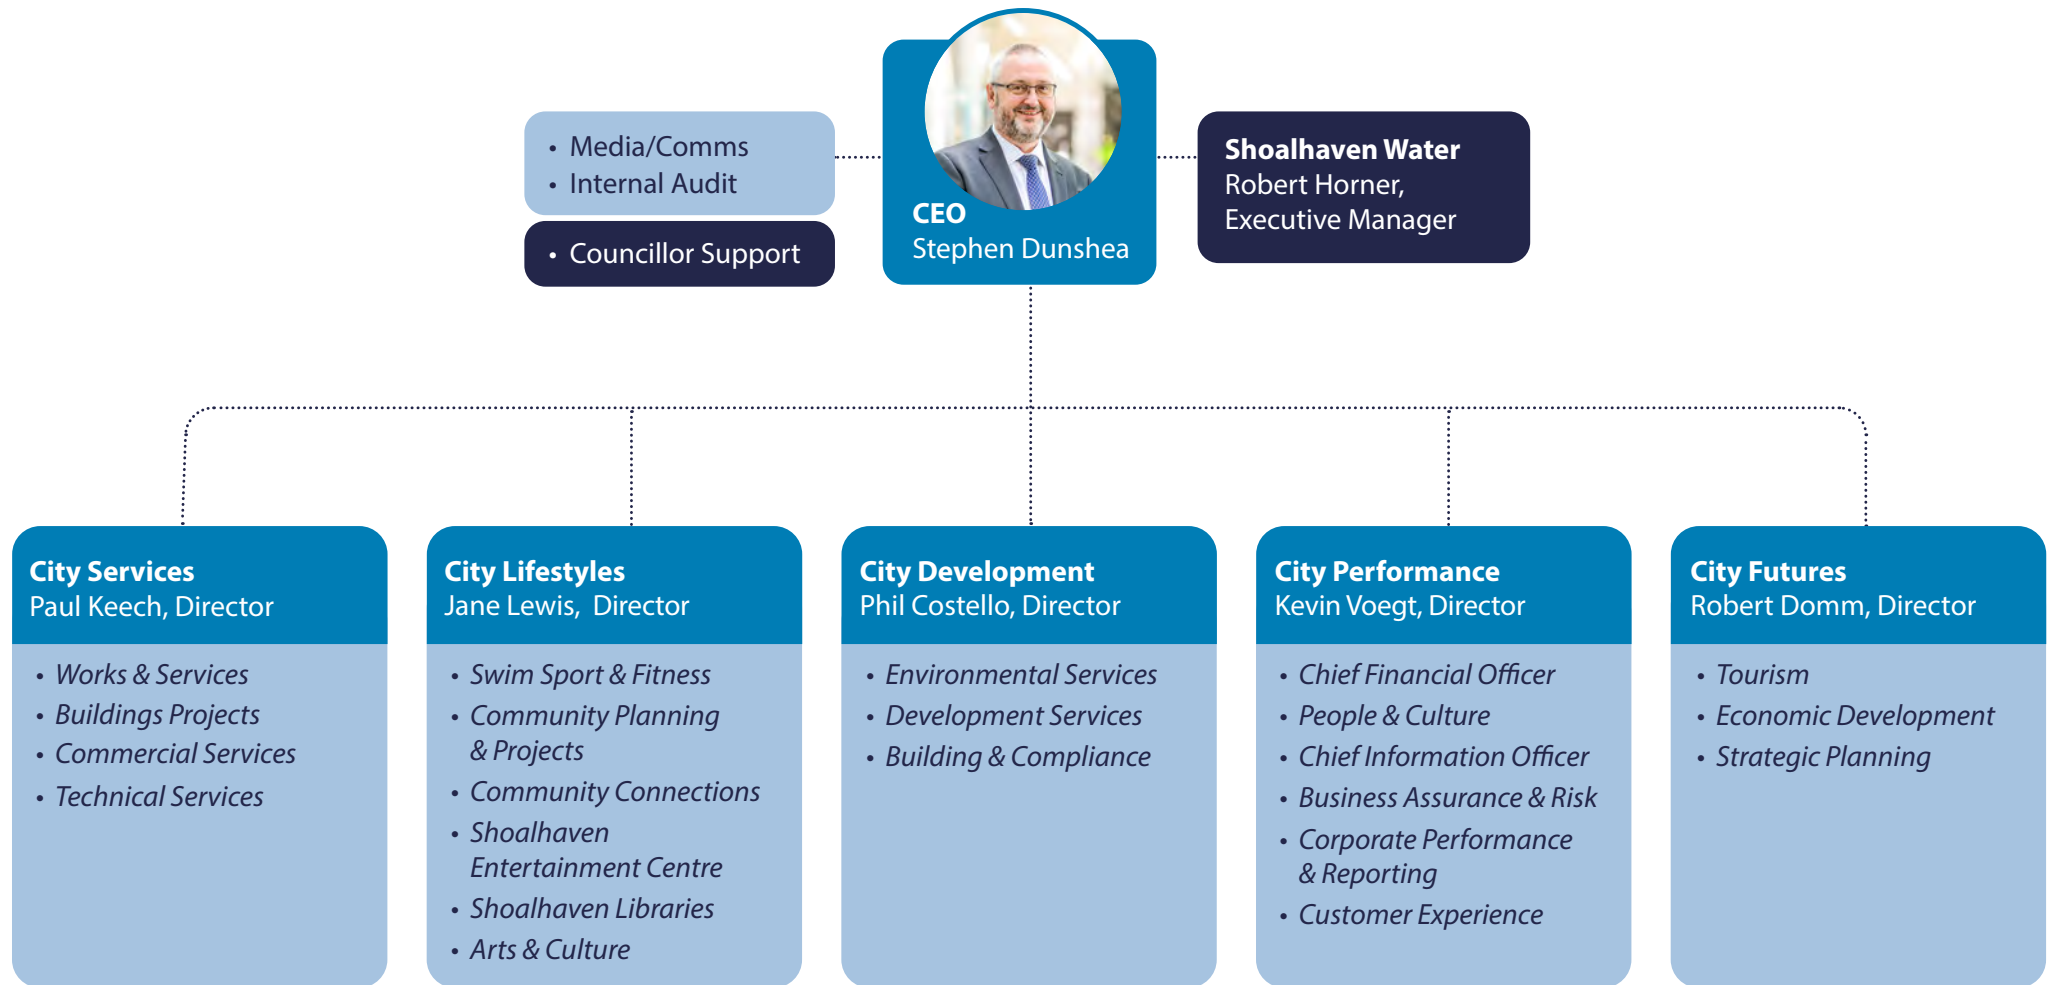 • Media/Comms
• Internal Audit
• Councillor Support
CEO
Stephen Dunshea
Shoalhaven Water
Robert Horner,
Executive Manager
City Services
Paul Keech, Director
• Works & Services
• Buildings Projects
• Commercial Services
• Technical Services
City Lifestyles
Jane Lewis,  Director
• Swim Sport & Fitness
• Community Planning
& Projects
• Community Connections
• Shoalhaven
Entertainment Centre
• Shoalhaven Libraries
• Arts & Culture
City Development
Phil Costello, Director
• Environmental Services
• Development Services
• Building & Compliance
City Performance
Kevin Voegt, Director
• Chief Financial Officer
• People & Culture
• Chief Information Officer
• Business Assurance & Risk
• Corporate Performance
& Reporting
• Customer Experience
City Futures
Robert Domm, Director
• Tourism
• Economic Development
• Strategic Planning